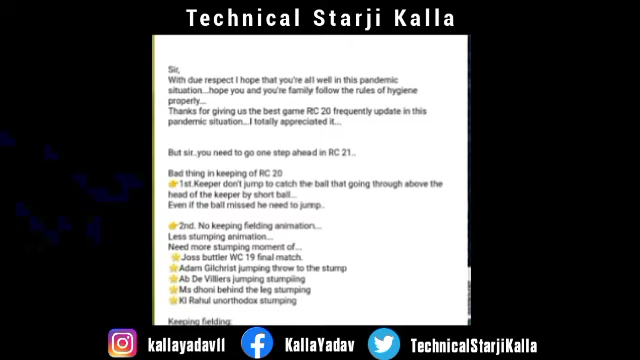 Technical Starji Kalla
Sir,
With due respect I hope that you're all well in this pandemic
situation...hope you and you're family follow the rules of hygiene
properly...
Thanks for giving us the best game RC 20 frequently update in this
pandemic situation...I totally appreciated it...
But sir..you need to go one step ahead in RC 21..
Bad thing in keeping of RC 20
👉1st.Keeper don't jump to catch the ball that going through above the
head of the keeper by short ball...
Even if the ball missed he need to jump..
👉2nd. No keeping fielding animation...
Less stumping animation...
Need more stumping moment of...
⭐Joss buttler WC 19 final match.
⭐Adam Gilchrist jumping throw to the stump
⭐Ab De Villiers jumping stumpiing
⭐Ms dhoni behind the leg stumping
⭐Kl Rahul unorthodox stumping
Keeping fielding:
kallayadav11 KallaYadav TechnicalStarjiKalla